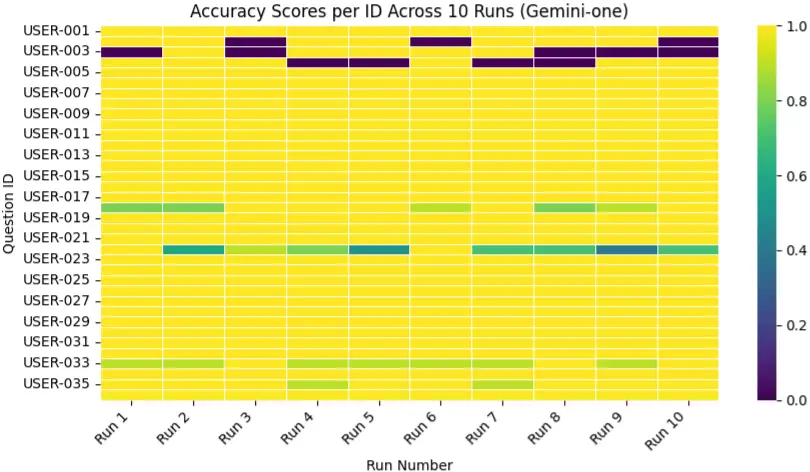 Accuracy Scores per ID Across 10 Runs (Gemini-one)
Question ID
USER-001
USER-003
USER-005
USER-007
USER-009
USER-011
USER-013
USER-015
USER-017
USER-019
USER-021
USER-023
USER-025
USER-027
USER-029
USER-031
USER-033
USER-035
Run 1 Run 2 Run 3 Run 4 Run 5 Run 6 Run 7 Run 8 Run 9 Run 10
Run Number
1.0
0.8
0.6
0.4
0.2
0.0